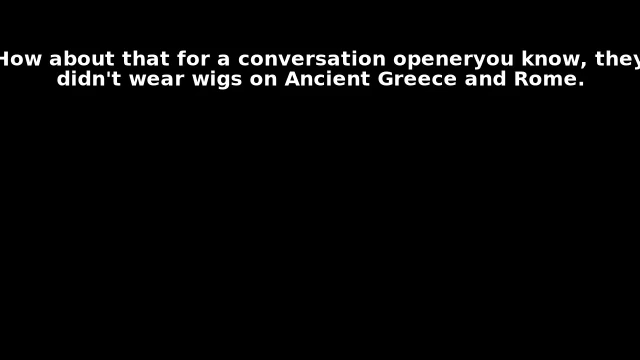 How about that for a conversation openeryou know, they
didn't wear wigs on Ancient Greece and Rome.